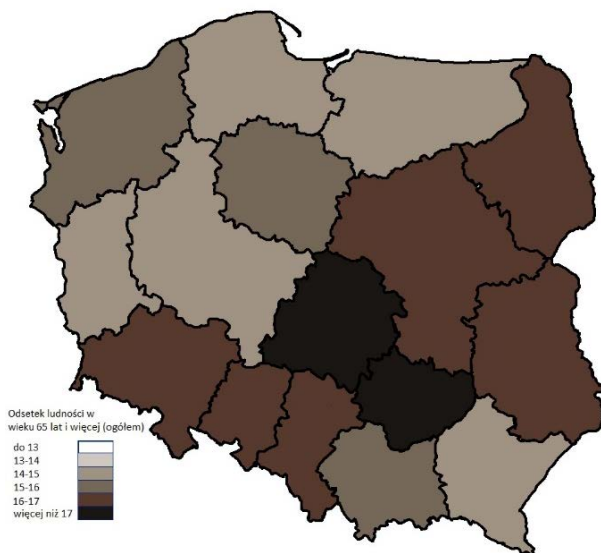 Odsetek ludności w
wieku 65 lat i więcej (ogółem)
do 13
13-14
14-15
15-16
16-17
więcej niż 17